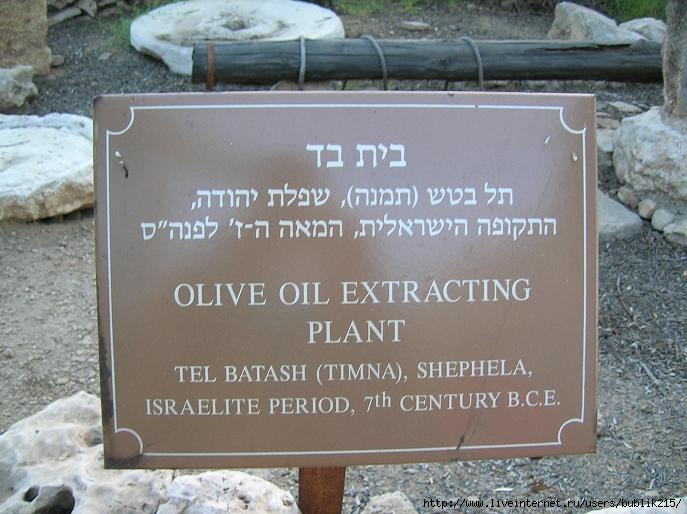 בית בד
תל בטש (תמנה), שפלת יהודה,
התקופה הישראלית, המאה ה-ז׳ לפנה״ס
OLIVE OIL EXTRACTING
PLANT
TEL BATASH (TIMNA), SHEPHELA,
ISRAELITE PERIOD, 7th CENTURY B.C.E.
http://www.liveinternet.ru/users/bublik215/